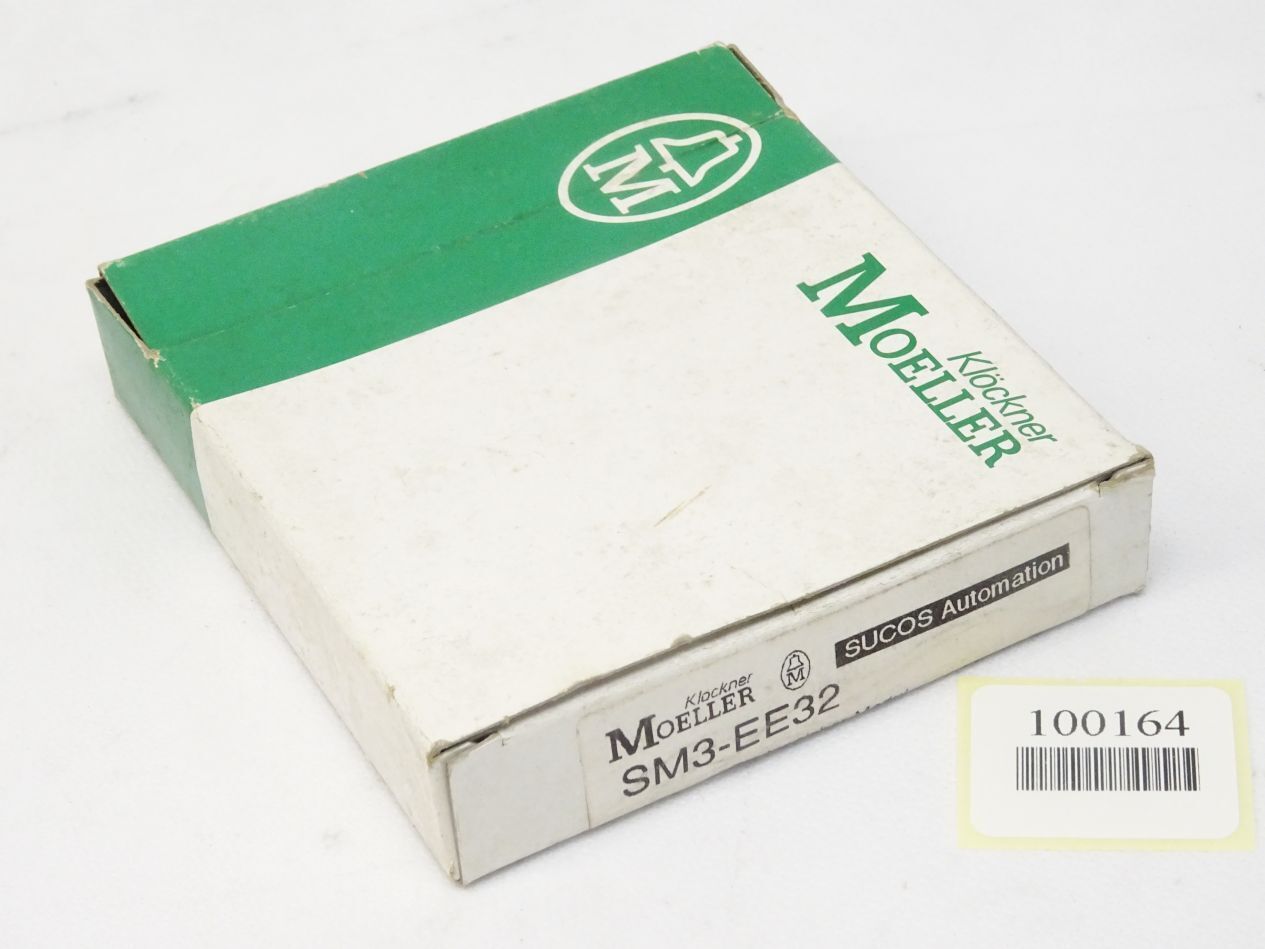 M
Klöckner
MOELLER
Klöckner
MOELLER
M
SUCOS Automation
SM3-EE32
100164